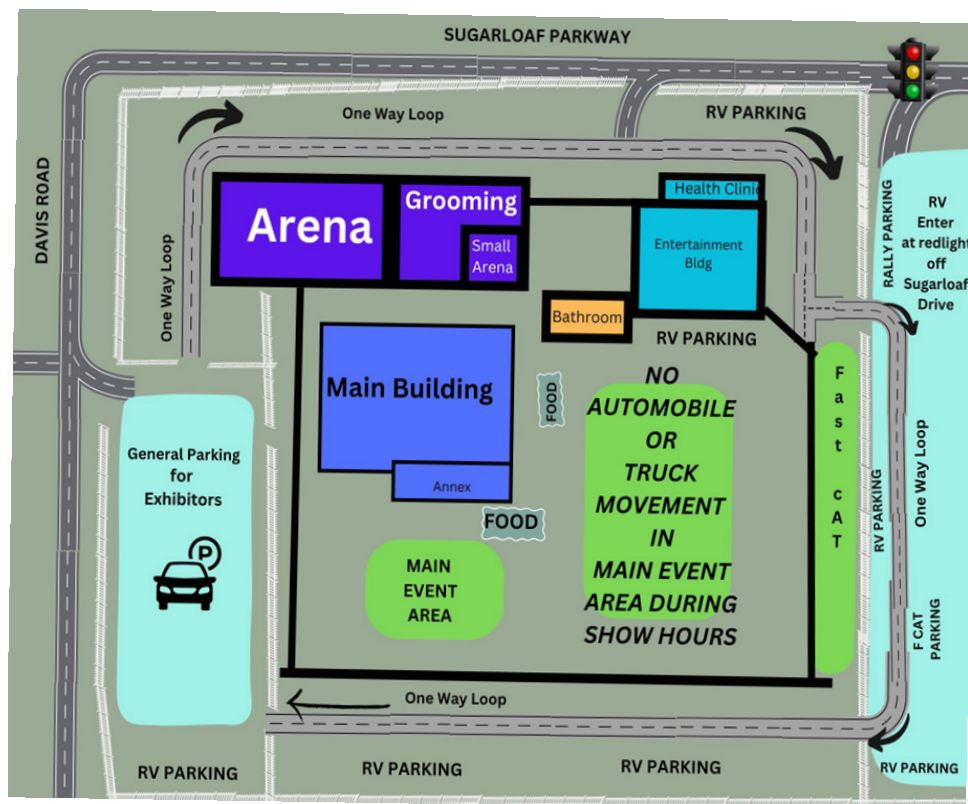 SUGARLOAF PARKWAY
One Way Loop
RV PARKING
DAVIS ROAD
One Way Loop
Arena
Grooming
Small
Arena
Health Clinic
Entertainment
Bldg
Bathroom
RV PARKING
RALLY PARKING
RV
Enter
at redlight
off
Sugarloaf
Drive
Main Building
Annex
FOOD
FOOD
NO
AUTOMOBILE
OR
TRUCK
MOVEMENT
IN
MAIN EVENT
AREA DURING
SHOW HOURS
F
a
s
t
c
A
T
RV PARKING
One Way Loop
F CAT
PARKING
General Parking
for
Exhibitors
P
MAIN
EVENT
AREA
One Way Loop
RV PARKING
RV PARKING
RV PARKING
RV PARKING